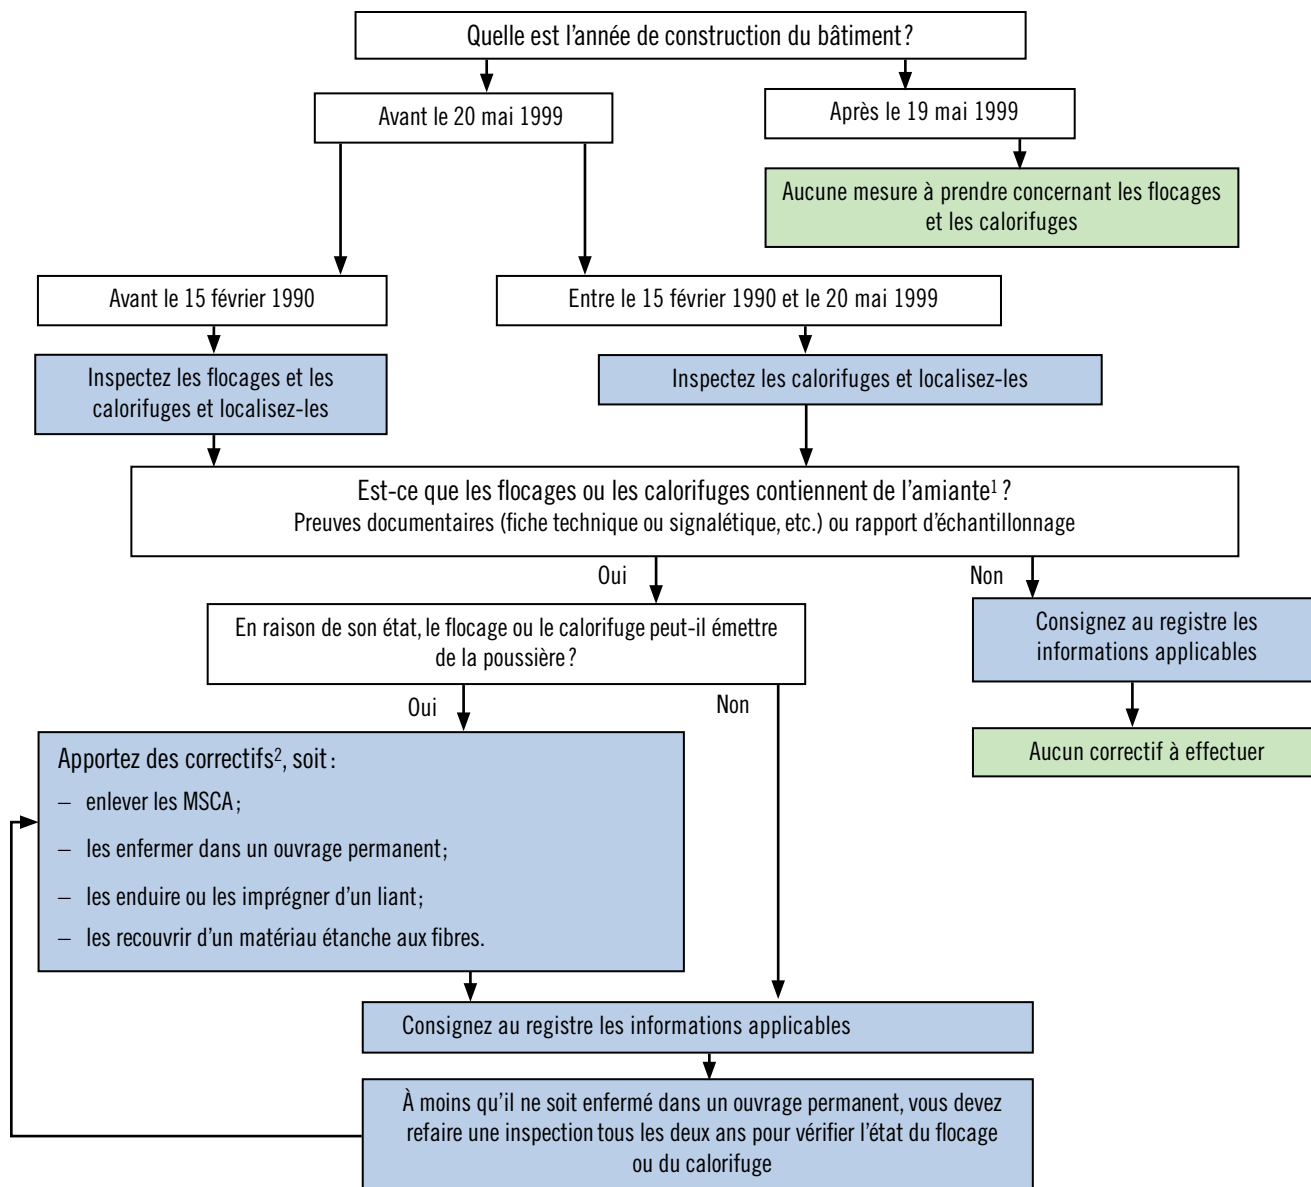 Quelle est l’année de construction du bâtiment ?
Avant le 20 mai 1999
Après le 19 mai 1999
Aucune mesure à prendre concernant les flocages
et les calorifuges
Avant le 15 février 1990
Entre le 15 février 1990 et le 20 mai 1999
Inspectez les flocages et les
calorifuges et localisez-les
Inspectez les calorifuges et localisez-les
Est-ce que les flocages ou les calorifuges contiennent de l’amiante¹ ?
Preuves documentaires (fiche technique ou signalétique, etc.) ou rapport d’échantillonnage
Oui
Non
En raison de son état, le flocage ou le calorifuge peut-il émettre
de la poussière ?
Consignez au registre les
informations applicables
Oui
Non
Aucun correctif à effectuer
Apportez des correctifs², soit :
– enlever les MSCA ;
– les enfermer dans un ouvrage permanent ;
– les enduire ou les imprégner d’un liant ;
– les recouvrir d’un matériau étanche aux fibres.
Consignez au registre les informations applicables
À moins qu’il ne soit enfermé dans un ouvrage permanent, vous devez
refaire une inspection tous les deux ans pour vérifier l’état du flocage
ou du calorifuge